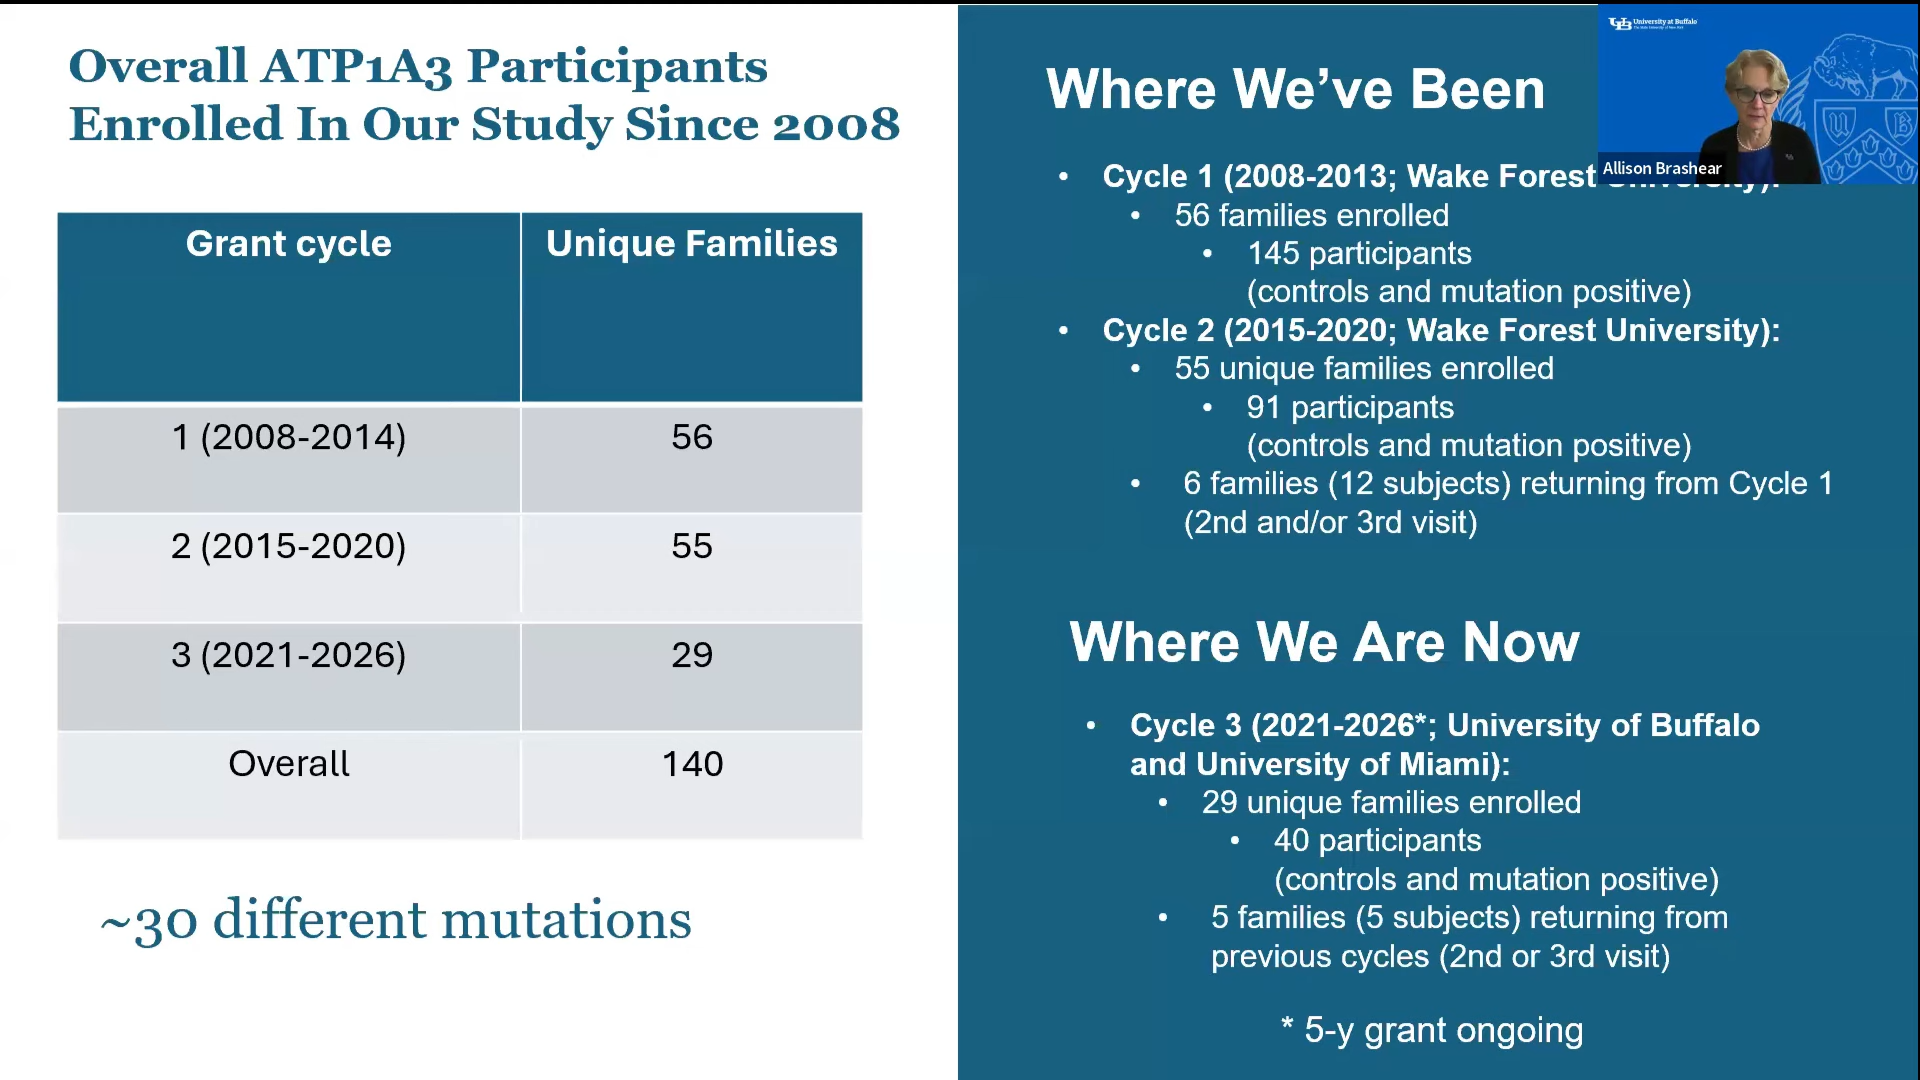 Overall ATP1A3 Participants
Enrolled In Our Study Since 2008
Grant cycle Unique Families
1 (2008-2014) 56
2 (2015-2020) 55
3 (2021-2026) 29
Overall 140
~30 different mutations
Where We’ve Been
• Cycle 1 (2008-2013; Wake Forest University):
• 56 families enrolled
• 145 participants
(controls and mutation positive)
• Cycle 2 (2015-2020; Wake Forest University):
• 55 unique families enrolled
• 91 participants
(controls and mutation positive)
• 6 families (12 subjects) returning from Cycle 1
(2nd and/or 3rd visit)
Where We Are Now
• Cycle 3 (2021-2026*; University of Buffalo
and University of Miami):
• 29 unique families enrolled
• 40 participants
(controls and mutation positive)
• 5 families (5 subjects) returning from
previous cycles (2nd or 3rd visit)
* 5-y grant ongoing
University at Buffalo
U B
Allison Brashear